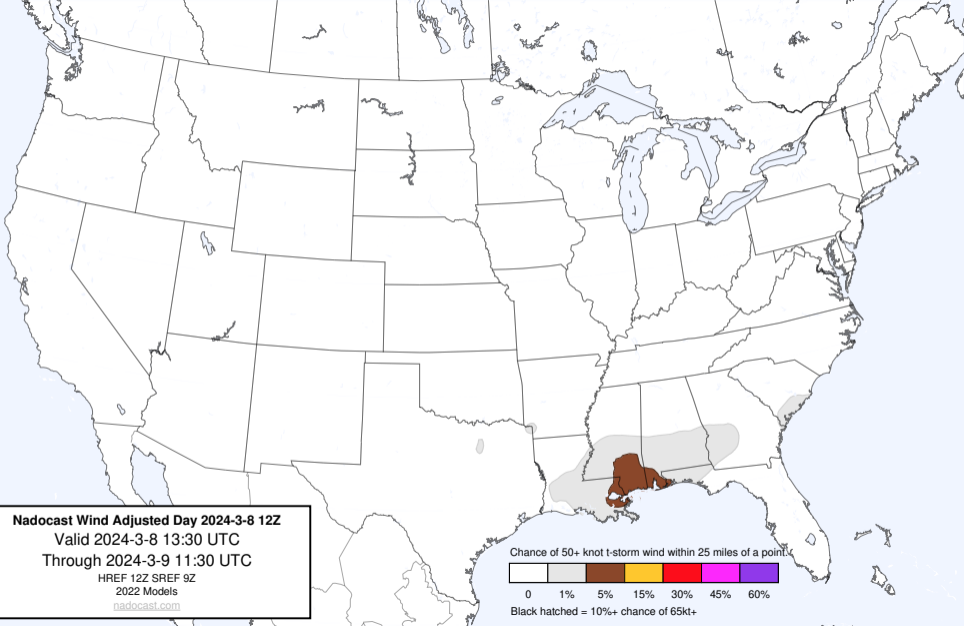 Nadocast Wind Adjusted Day 2024-3-8 12Z
Valid 2024-3-8 13:30 UTC
Through 2024-3-9 11:30 UTC
HREF 12Z SREF 9Z
2022 Models
nadocast.com
Chance of 50+ knot t-storm wind within 25 miles of a point.
0 1% 5% 15% 30% 45% 60%
Black hatched = 10%+ chance of 65kt+